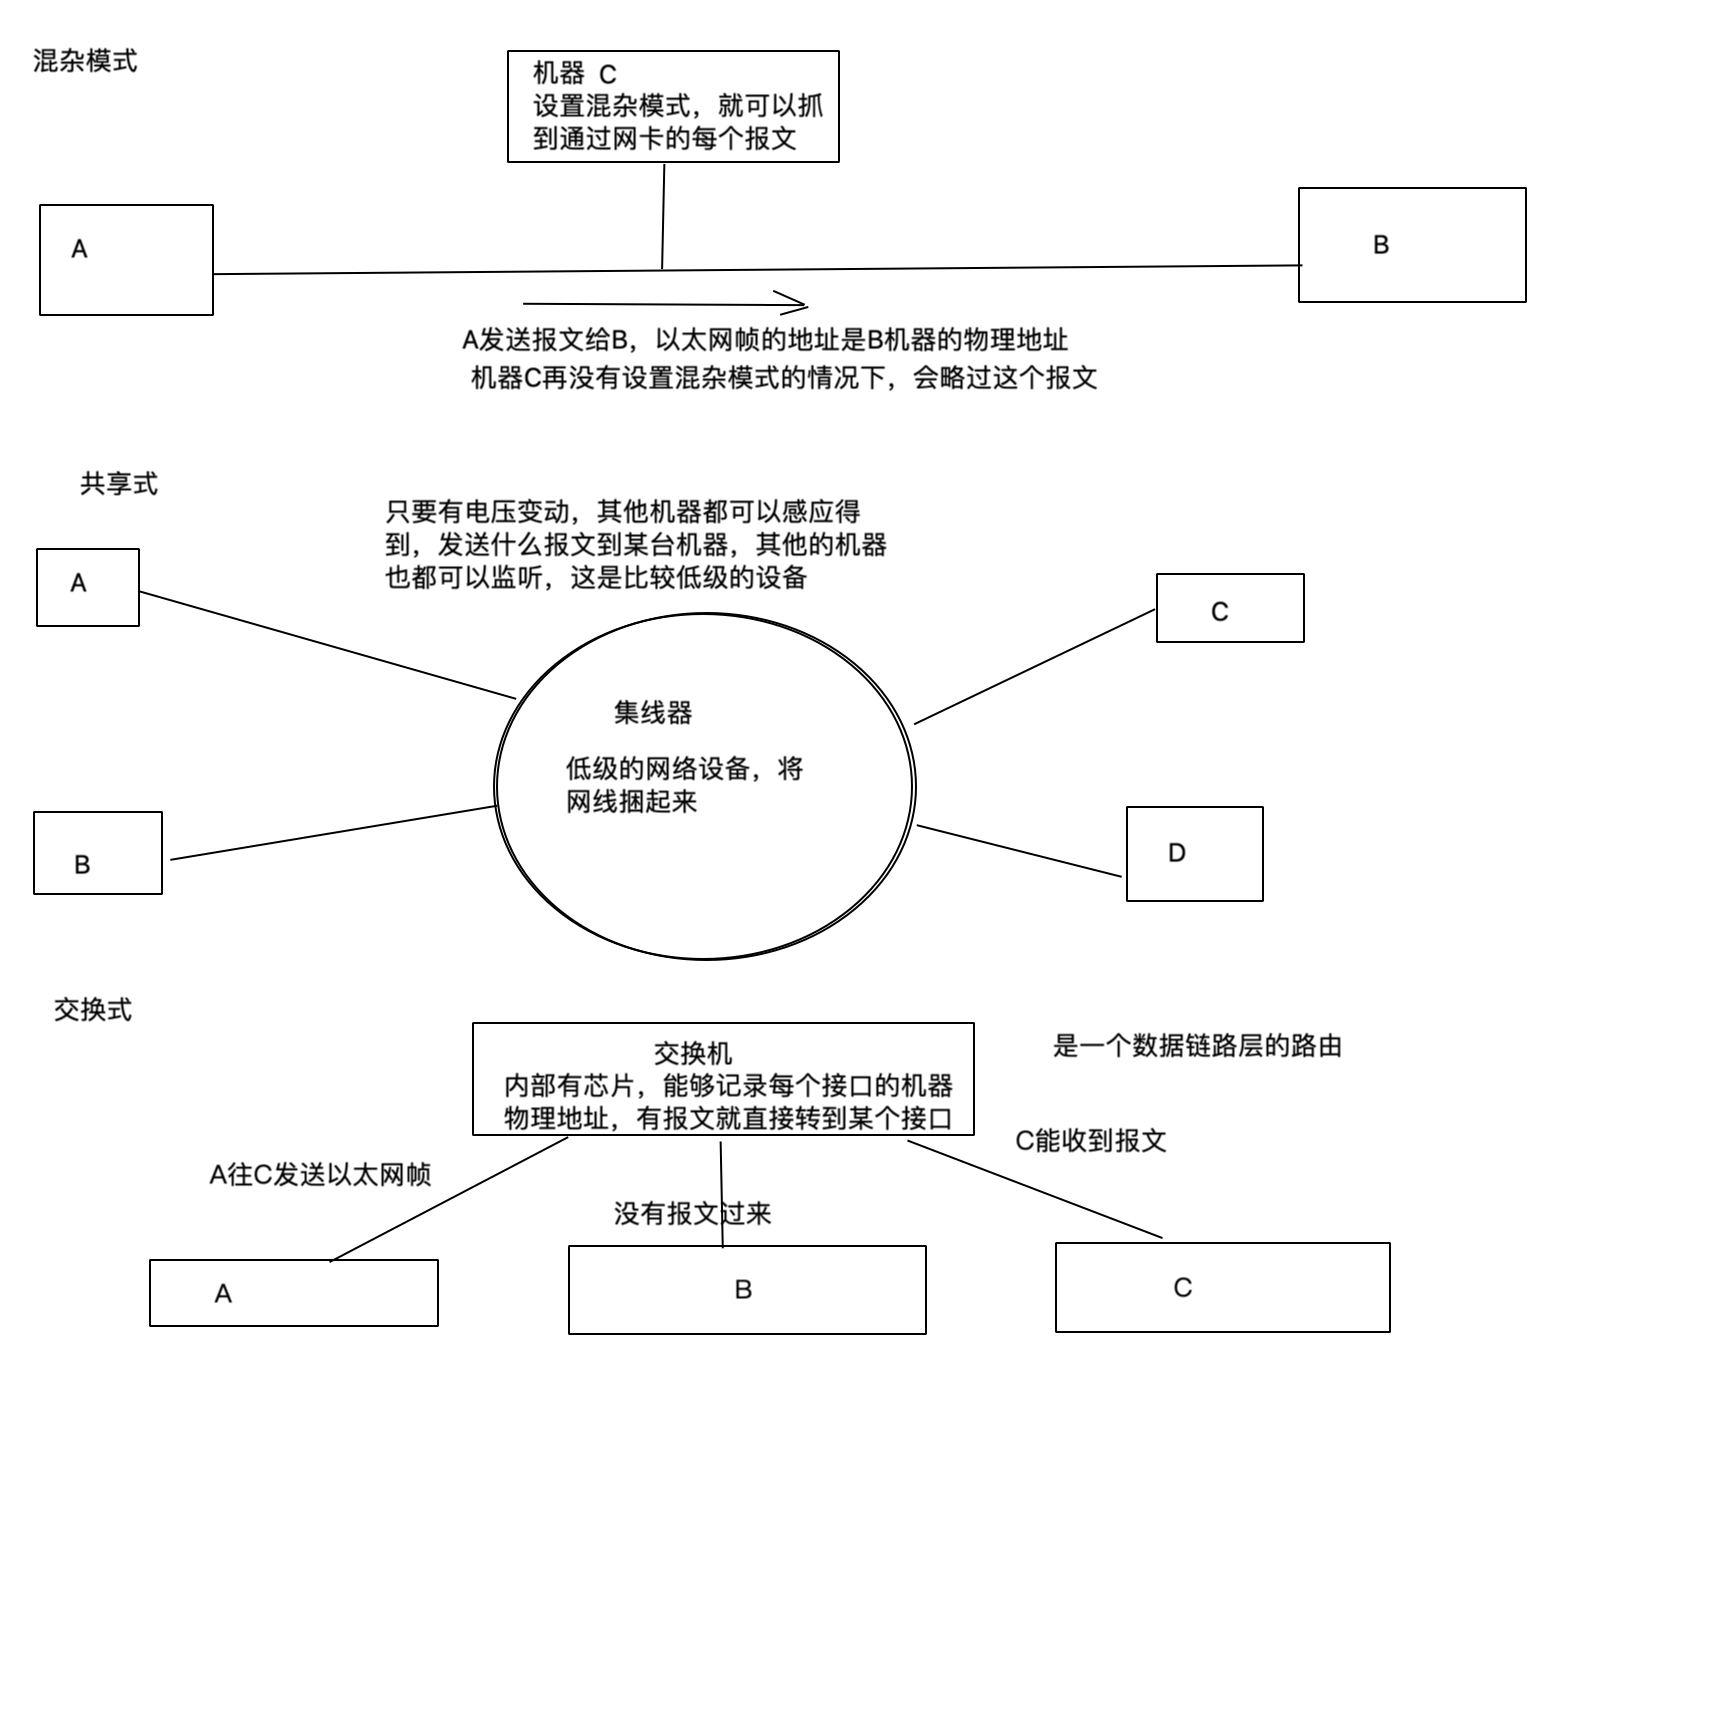 混杂模式
机器 C
设置混杂模式，就可以抓
到通过网卡的每个报文
A
B
A发送报文给B，以太网帧的地址是B机器的物理地址
机器C再没有设置混杂模式的情况下，会略过这个报文
共享式
只要有电压变动，其他机器都可以感应得
到，发送什么报文到某台机器，其他的机器
也都可以监听，这是比较低级的设备
A
C
集线器
低级的网络设备，将
网线捆起来
B
D
交换式
交换机
内部有芯片，能够记录每个接口的机器
物理地址，有报文就直接转到某个接口
是一个数据链路层的路由
C能收到报文
A往C发送以太网帧
没有报文过来
A
B
C